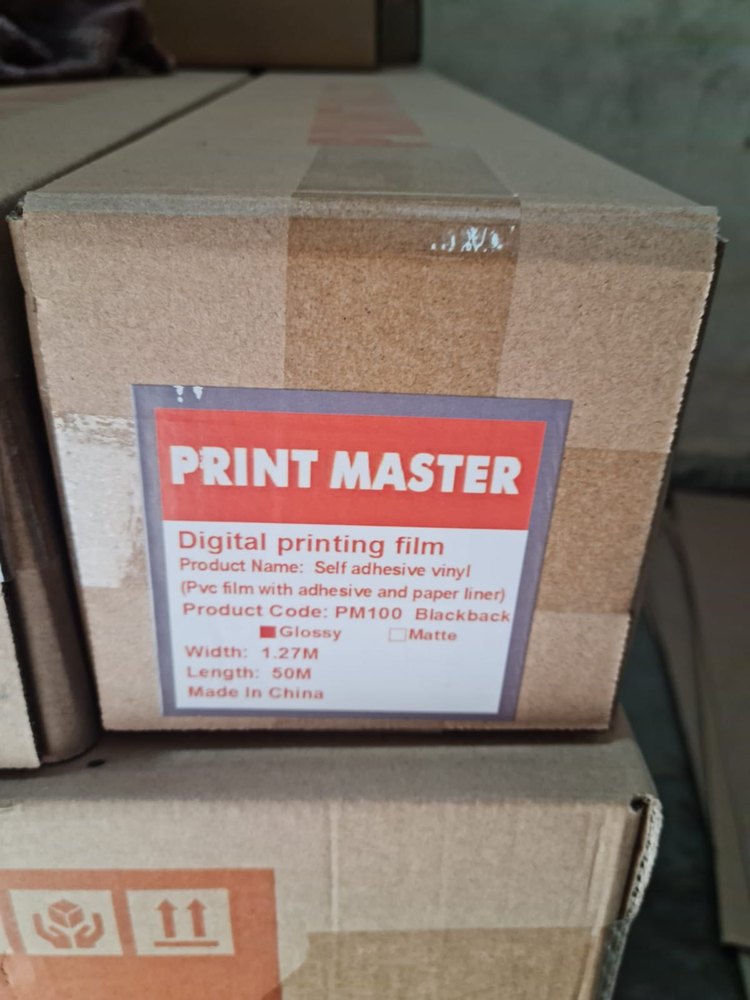 PRINT MASTER
Digital printing film
Product Name: Self adhesive vinyl
(Pvc film with adhesive and paper liner)
Product Code: PM100 Blackback
Glossy Matte
Width: 1.27M
Length: 50M
Made In China